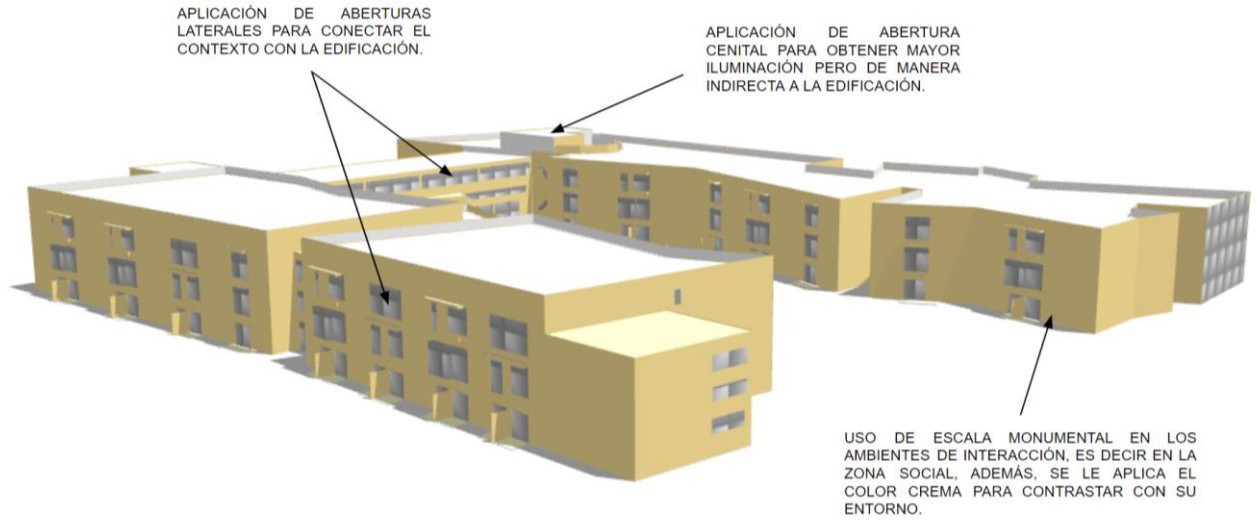 APLICACIÓN DE ABERTURAS
LATERALES PARA CONECTAR EL
CONTEXTO CON LA EDIFICACIÓN.
APLICACIÓN DE ABERTURA
CENITAL PARA OBTENER MAYOR
ILUMINACIÓN PERO DE MANERA
INDIRECTA A LA EDIFICACIÓN.
USO DE ESCALA MONUMENTAL EN LOS
AMBIENTES DE INTERACCIÓN, ES DECIR EN LA
ZONA SOCIAL, ADEMÁS, SE LE APLICA EL
COLOR CREMA PARA CONTRASTAR CON SU
ENTORNO.